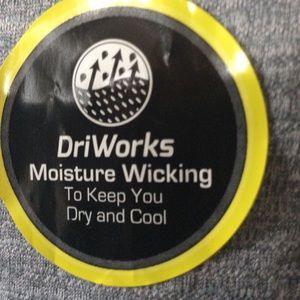 DriWorks
Moisture Wicking
To Keep You
Dry and Cool